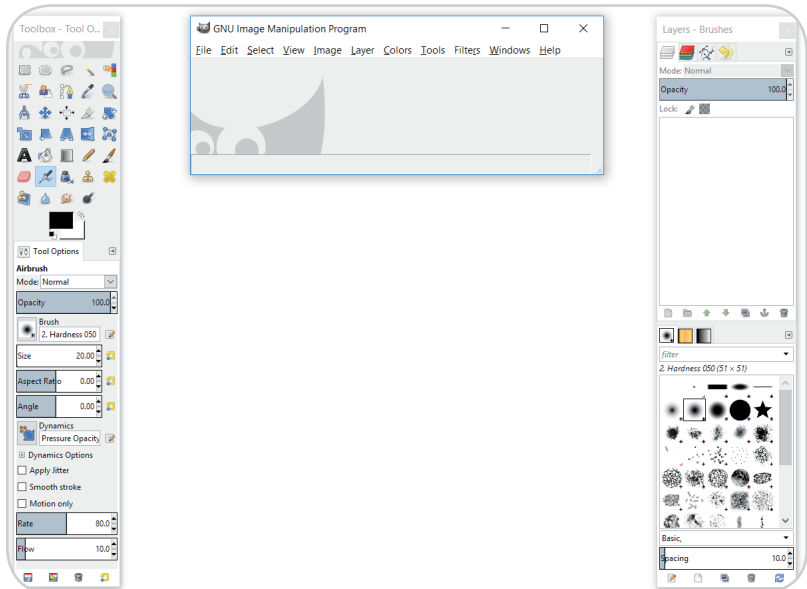 Toolbox - Tool O...
Tool Options
Airbrush
Mode: Normal
Opacity 100.0
Brush
2. Hardness 050
Size 20.00
Aspect Ratio 0.00
Angle 0.00
Dynamics
Pressure Opacity
Dynamics Options
Apply Jitter
Smooth stroke
Motion only
Rate 80.0
Flow 10.0
GNU Image Manipulation Program
File Edit Select View Image Layer Colors Tools Filters Windows Help
Layers - Brushes
Mode: Normal
Opacity 100.0
Lock:
filter
2. Hardness 050 (51 × 51)
Basic,
Spacing 10.0